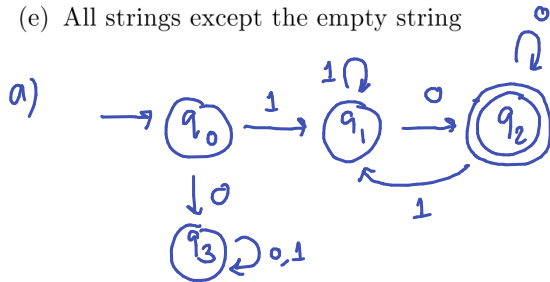 (e) All strings except the empty string
0
a)
1
1
0
q0
q1
q2
0
1
q3
0,1